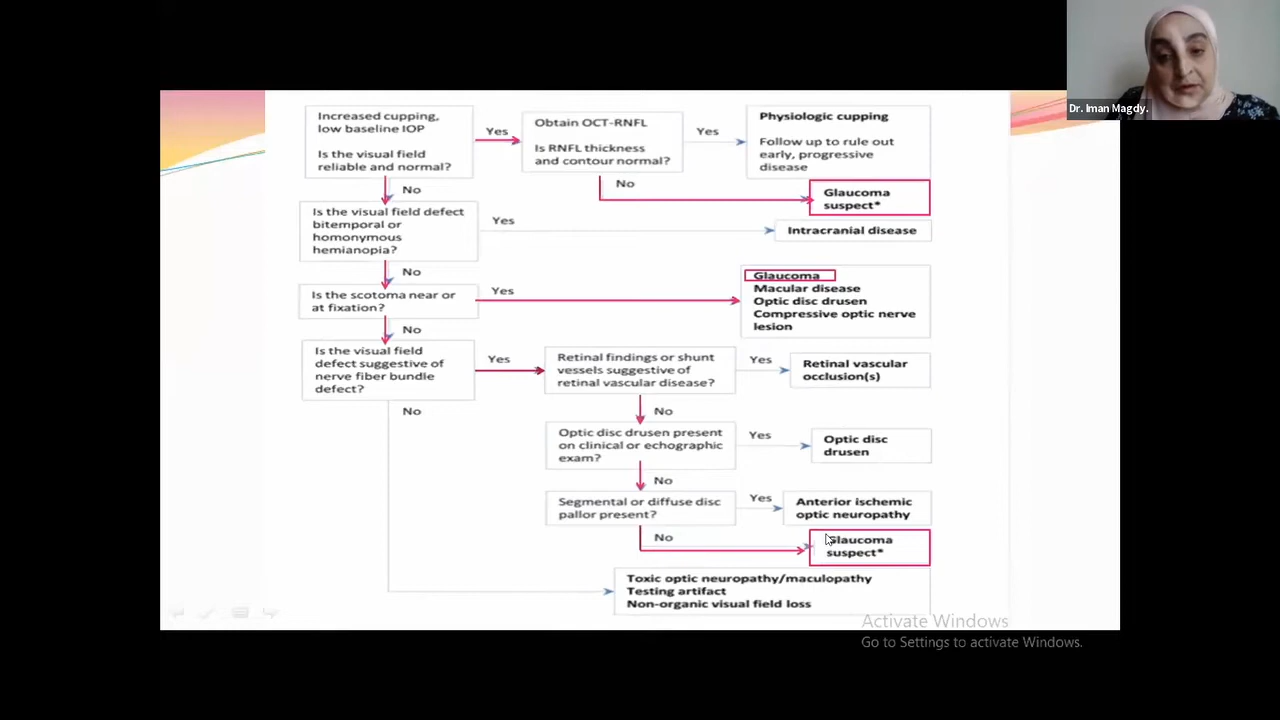 Dr. Iman Magdy.
Increased cupping,
low baseline IOP
Is the visual field
reliable and normal?
Yes
Obtain OCT-RNFL
Is RNFL thickness
and contour normal?
Yes
Physiologic cupping
Follow up to rule out
early, progressive
disease
No
Glaucoma
suspect*
No
Is the visual field defect
bitemporal or
homonymous
hemianopia?
Yes
Intracranial disease
No
Is the scotoma near or
at fixation?
Yes
Glaucoma
Macular disease
Optic disc drusen
Compressive optic nerve
lesion
No
Is the visual field
defect suggestive of
nerve fiber bundle
defect?
Yes
Retinal findings or shunt
vessels suggestive of
retinal vascular disease?
Yes
Retinal vascular
occlusion(s)
No
No
Optic disc drusen present
on clinical or echographic
exam?
Yes
Optic disc
drusen
No
Segmental or diffuse disc
pallor present?
Yes
Anterior ischemic
optic neuropathy
No
Glaucoma
suspect*
Toxic optic neuropathy/maculopathy
Testing artifact
Non-organic visual field loss
Activate Windows
Go to Settings to activate Windows.